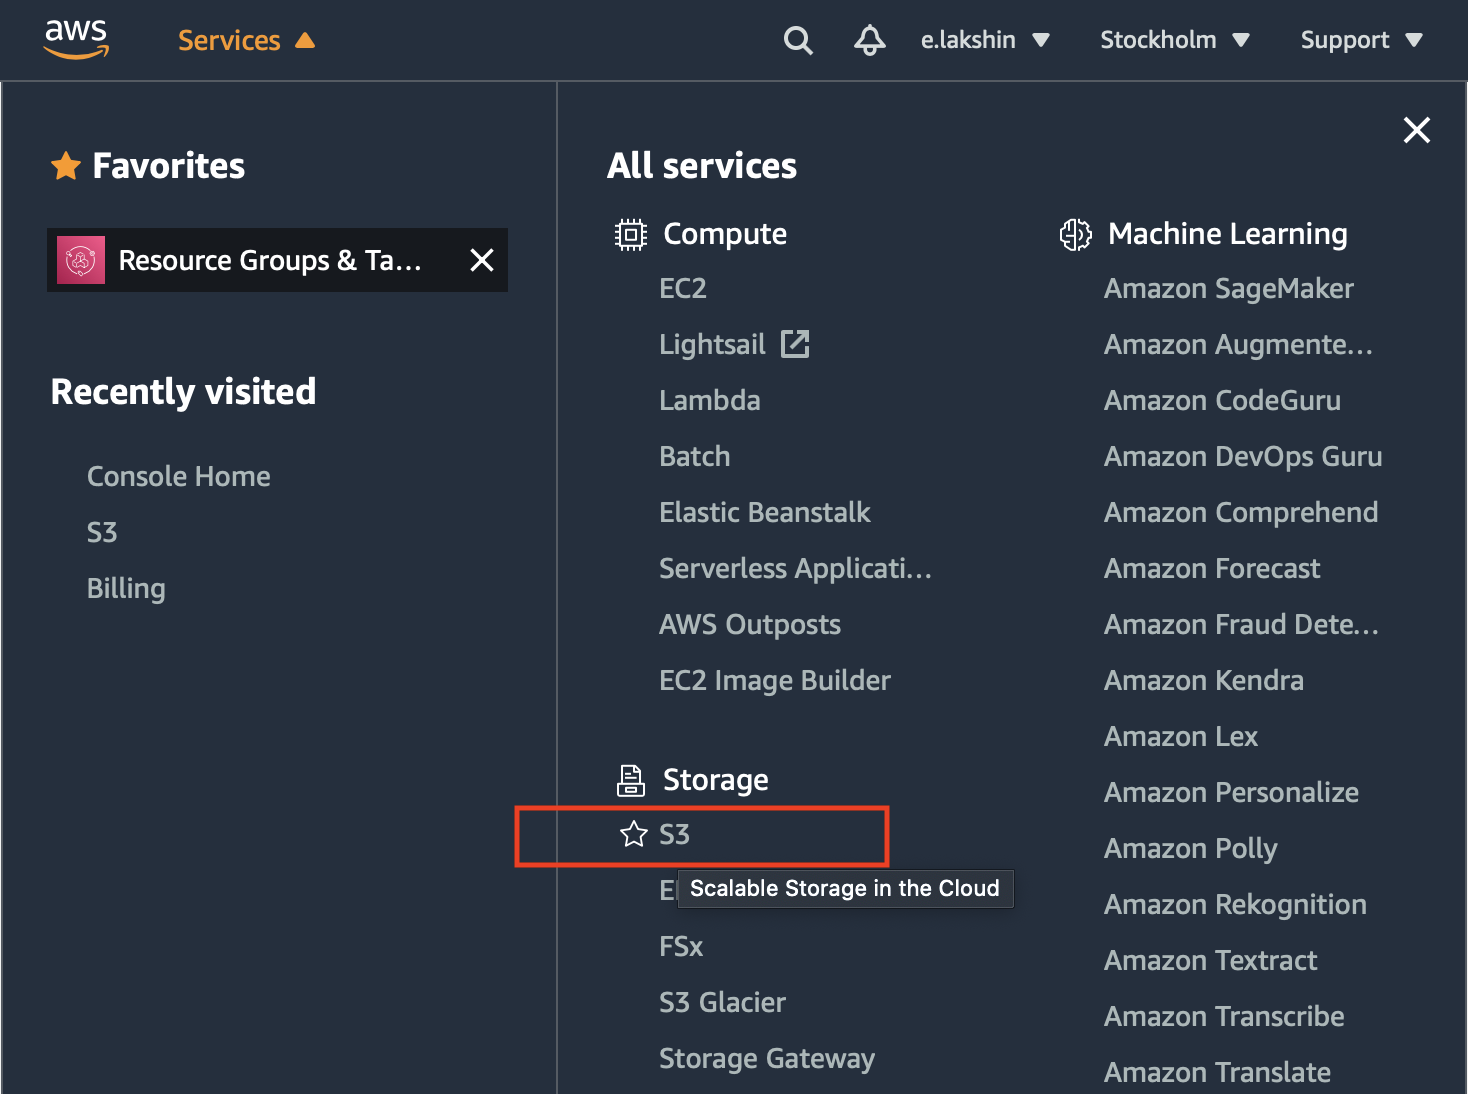 aws Services e.lakshin Stockholm Support
Favorites
Resource Groups & Ta...
Recently visited
Console Home
S3
Billing
All services
Compute
EC2
Lightsail
Lambda
Batch
Elastic Beanstalk
Serverless Applicati...
AWS Outposts
EC2 Image Builder
Storage
S3
Scalable Storage in the Cloud
FSx
S3 Glacier
Storage Gateway
Machine Learning
Amazon SageMaker
Amazon Augmente...
Amazon CodeGuru
Amazon DevOps Guru
Amazon Comprehend
Amazon Forecast
Amazon Fraud Dete...
Amazon Kendra
Amazon Lex
Amazon Personalize
Amazon Polly
Amazon Rekognition
Amazon Textract
Amazon Transcribe
Amazon Translate